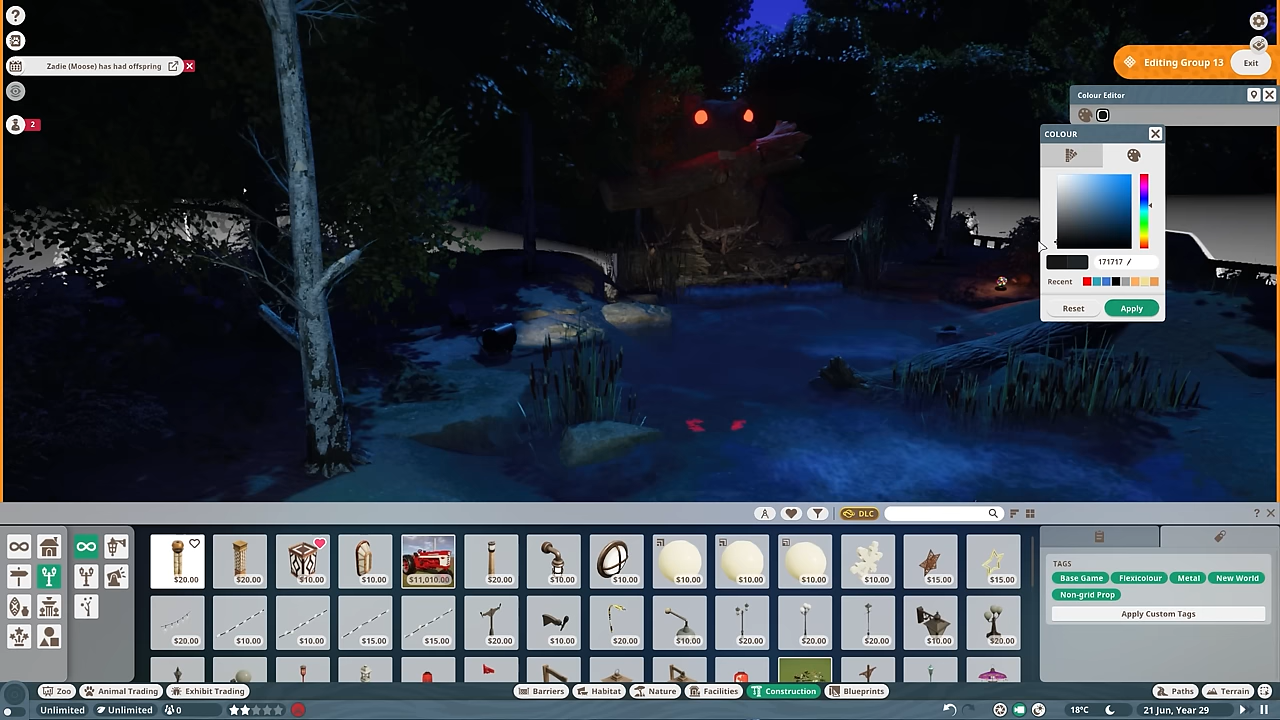 ?
Zadie (Moose) has had offspring
2
Editing Group 13
Exit
Colour Editor
COLOUR
171717 /
Recent
Reset
Apply
DLC
?
$20.00
$20.00
$10.00
$10.00
$11,010.00
$20.00
$10.00
$10.00
$10.00
$10.00
$10.00
$10.00
$15.00
$15.00
$20.00
$10.00
$10.00
$15.00
$15.00
$20.00
$10.00
$20.00
$10.00
$20.00
$20.00
$20.00
$10.00
$20.00
TAGS
Base Game
Flexicolour
Metal
New World
Non-grid Prop
Apply Custom Tags
Zoo
Animal Trading
Exhibit Trading
Barriers
Habitat
Nature
Facilities
Construction
Blueprints
Paths
Terrain
Unlimited
Unlimited
0
18°C
21 Jun, Year 29